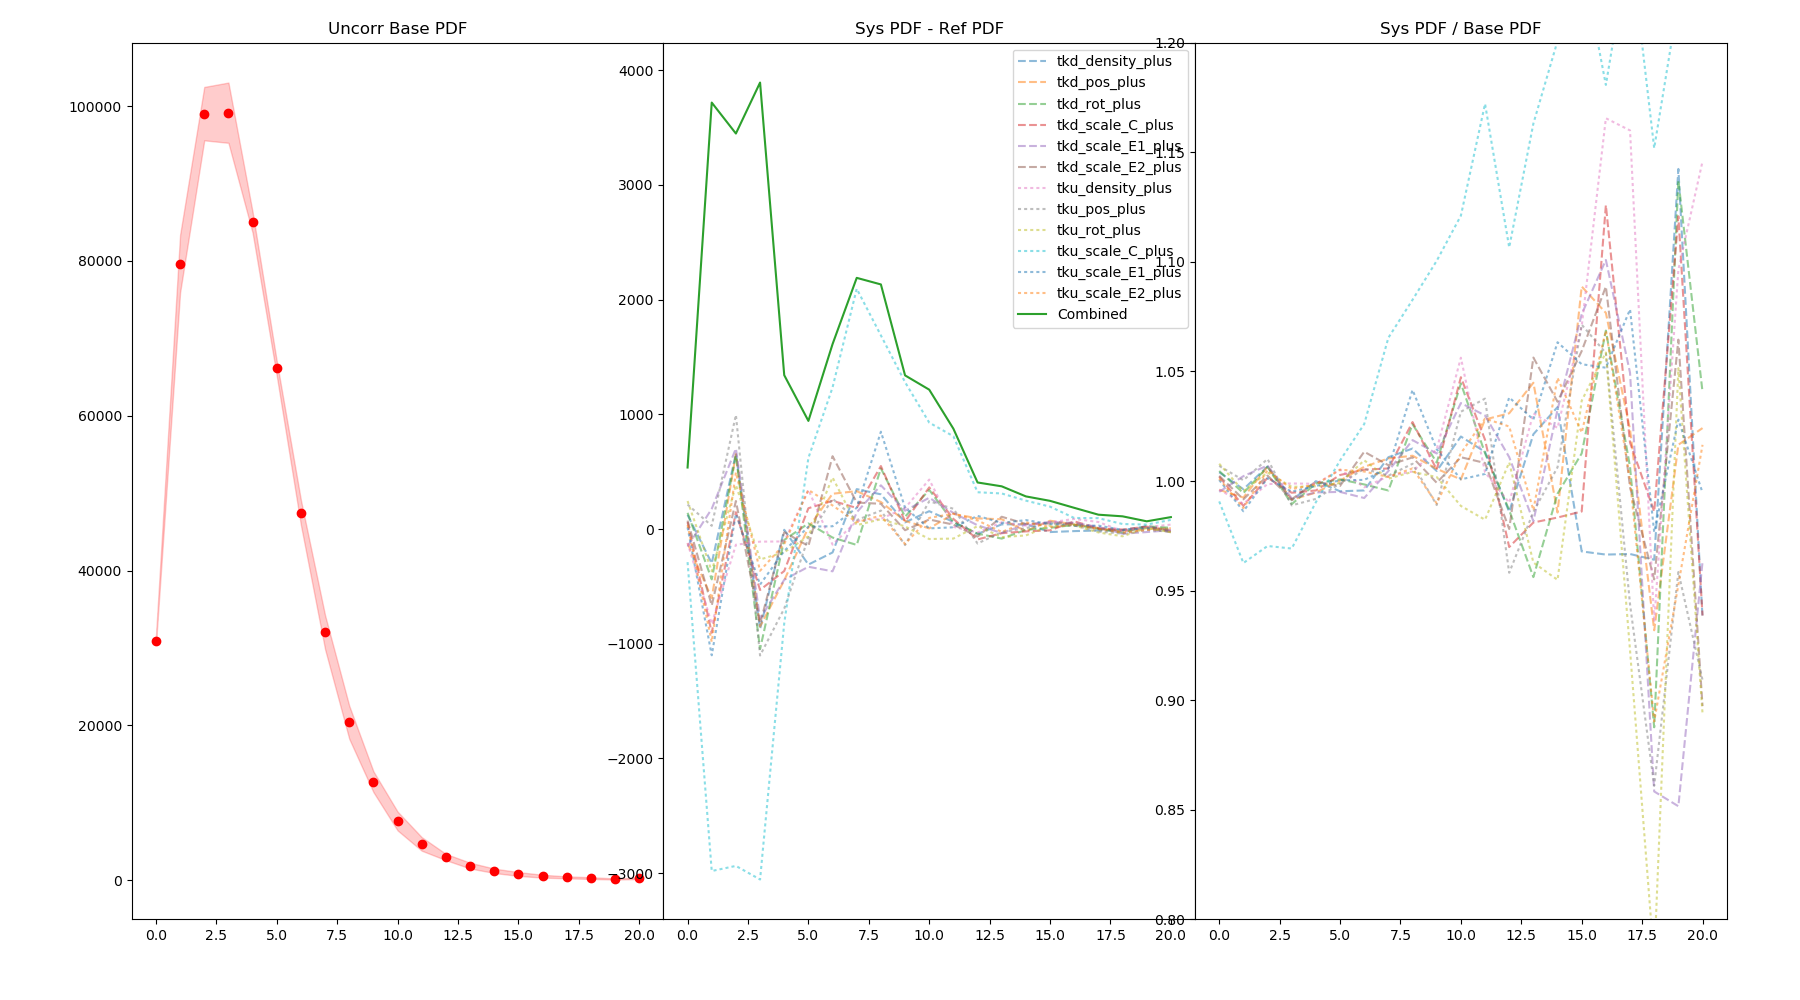 Uncorr Base PDF
100000
80000
60000
40000
20000
0
0.0 2.5 5.0 7.5 10.0 12.5 15.0 17.5 20.0
Sys PDF - Ref PDF
4000
3000
2000
1000
0
−1000
−2000
−3000
0.0 2.5 5.0 7.5 10.0 12.5 15.0 17.5 20.0
tkd_density_plus
tkd_pos_plus
tkd_rot_plus
tkd_scale_C_plus
tkd_scale_E1_plus
tkd_scale_E2_plus
tku_density_plus
tku_pos_plus
tku_rot_plus
tku_scale_C_plus
tku_scale_E1_plus
tku_scale_E2_plus
Combined
Sys PDF / Base PDF
1.20
1.15
1.10
1.05
1.00
0.95
0.90
0.85
0.80
0.0 2.5 5.0 7.5 10.0 12.5 15.0 17.5 20.0